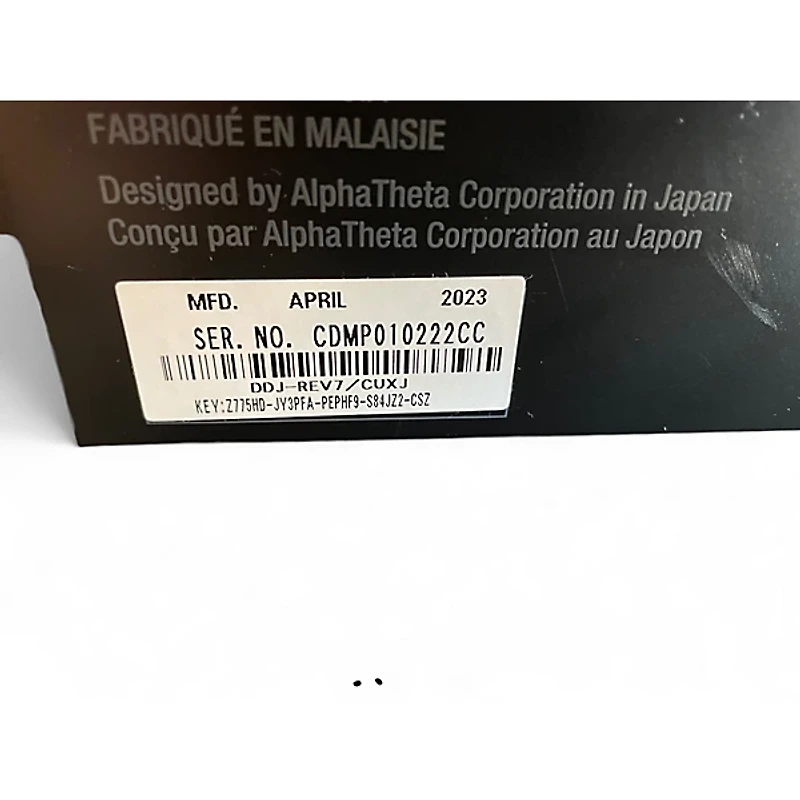 FABRIQUÉ EN MALAISIE
Designed by AlphaTheta Corporation in Japan
Conçu par AlphaTheta Corporation au Japon
MFD. APRIL 2023
SER. NO. CDMP010222CC
DDJ-REV7/CUXJ
KEY:Z775HD-JY3PFA-PEPHF9-S84JZ2-CSZ